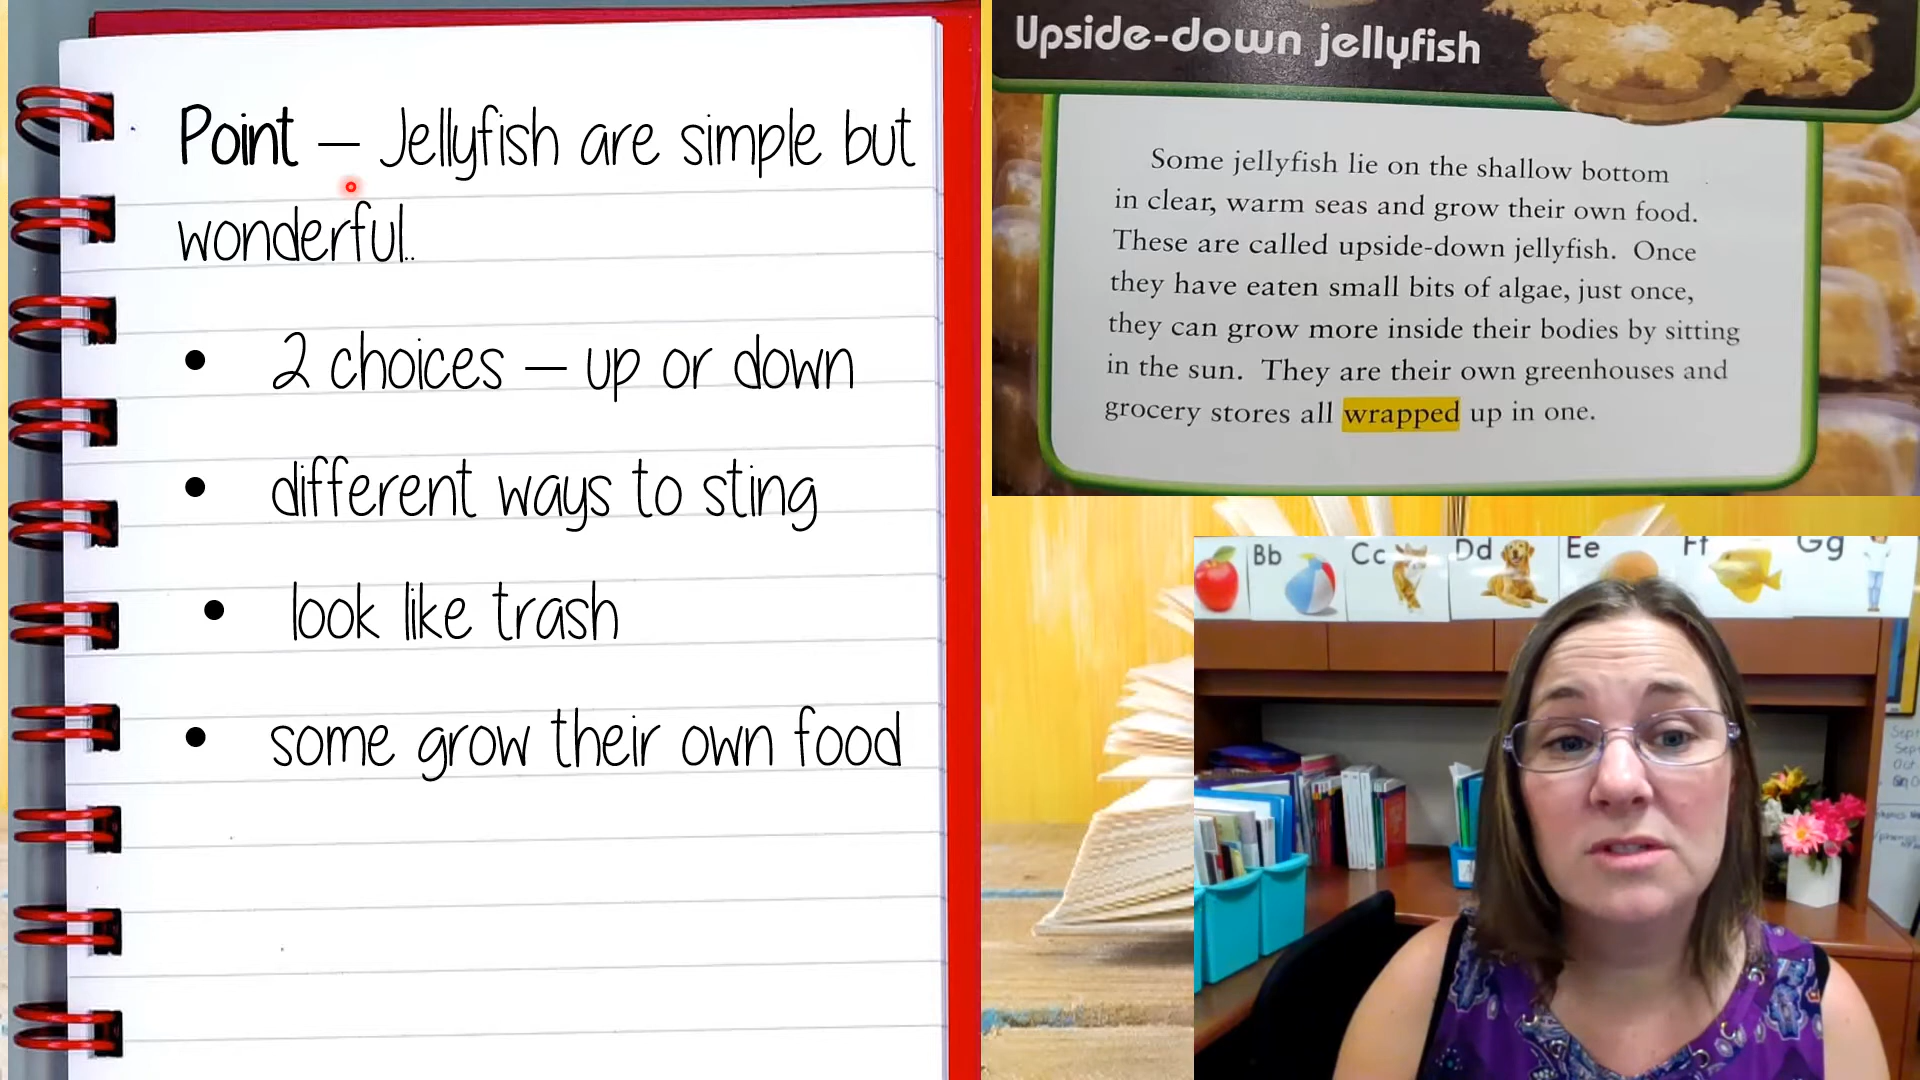 Point – Jellyfish are simple but
wonderful..
• 2 choices – up or down
• different ways to sting
• look like trash
• some grow their own food
Upside-down jellyfish
Some jellyfish lie on the shallow bottom
in clear, warm seas and grow their own food.
These are called upside-down jellyfish. Once
they have eaten small bits of algae, just once,
they can grow more inside their bodies by sitting
in the sun. They are their own greenhouses and
grocery stores all wrapped up in one.
Bb Cc Dd Ee Ff Gg
Sept
Oct